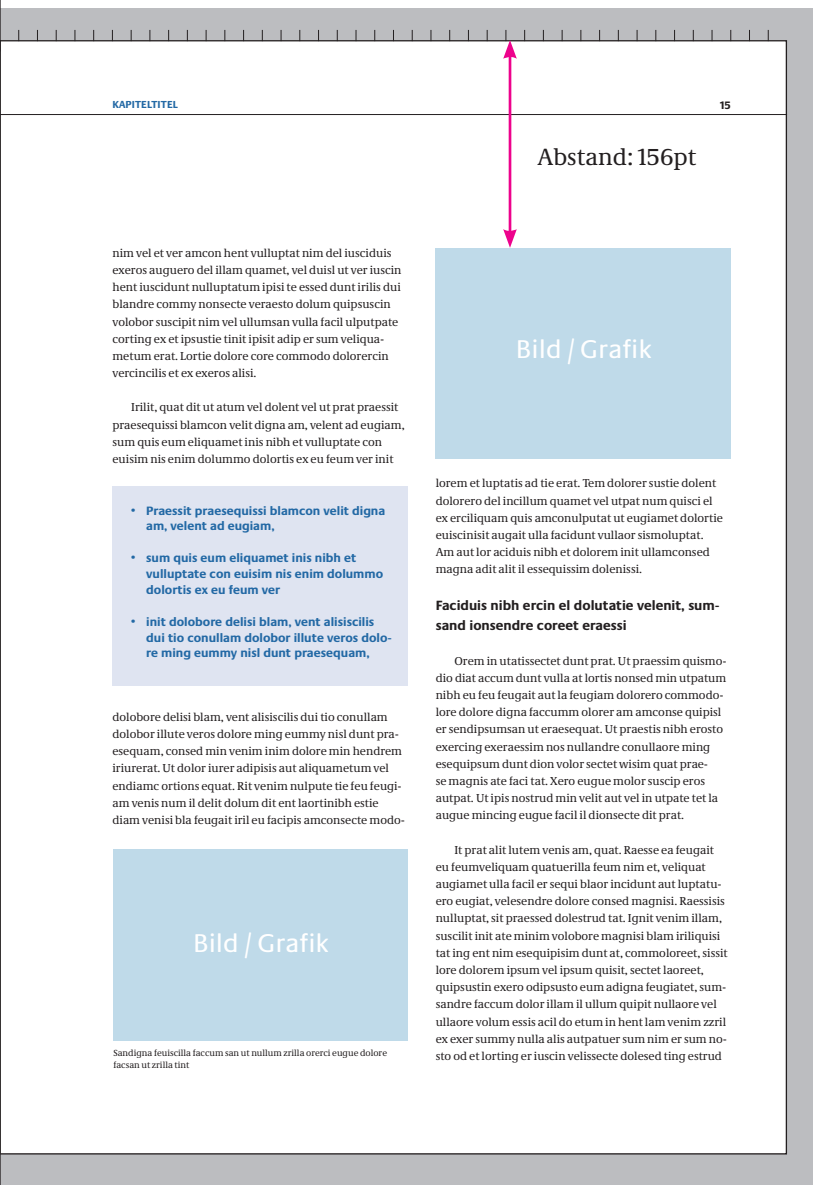 KAPITELTITEL
15
Abstand: 156pt
nim vel et ver amcon hent vulluptat nim del iusciduis
exeros auguero del illam quamet, vel duisl ut ver iuscin
hent iuscidunt nulluptatum ipisi te essed dunt irilis dui
blandre commy nonsecte veraesto dolum quipsuscin
volobor suscipit nim vel ullumsan vulla facil ulputpate
corting ex et ipsustie tinit ipisit adip er sum veliqua-
metum erat. Lortie dolore core commodo dolorercin
vercincilis et ex exeros alisi.
Irilit, quat dit ut atum vel dolent vel ut prat praessit
praesequissi blamcon velit digna am, velent ad eugiam,
sum quis eum eliquamet inis nibh et vulluptate con
euisim nis enim dolummo dolortis ex eu feum ver init
• Praessit praesequissi blamcon velit digna
am, velent ad eugiam,
• sum quis eum eliquamet inis nibh et
vulluptate con euisim nis enim dolummo
dolortis ex eu feum ver
• init dolobore delisi blam, vent alisiscilis
dui tio conullam dolobor illute veros dolo-
re ming eummy nisl dunt praesequam,
dolobore delisi blam, vent alisiscilis dui tio conullam
dolobor illute veros dolore ming eummy nisl dunt pra-
esequam, consed min venim inim dolore min hendrem
iriurerat. Ut dolor iurer adipisis aut aliquametum vel
endiamc ortions equat. Rit venim nulpute tie feu feugi-
am venis num il delit dolum dit ent laortinibh estie
diam venisi bla feugait iril eu facipis amconsecte modo-
Bild / Grafik
Sandigna feuiscilla faccum san ut nullum zrilla orerci eugue dolore
facsan ut zrilla tint
Bild / Grafik
lorem et luptatis ad tie erat. Tem dolorer sustie dolent
dolorero del incillum quamet vel utpat num quisci el
ex erciliquam quis amconulputat ut eugiamet dolortie
euiscinisit augait ulla facidunt vullaor sismoluptat.
Am aut lor aciduis nibh et dolorem init ullamconsed
magna adit alit il essequissim dolenissi.
Faciduis nibh ercin el dolutatie velenit, sum-
sand ionsendre coreet eraessi
Orem in utatissectet dunt prat. Ut praessim quismo-
dio diat accum dunt vulla at lortis nonsed min utpatum
nibh eu feu feugait aut la feugiam dolorero commodo-
lore dolore digna faccumm olorer am amconse quipisl
er sendipsumsan ut eraesequat. Ut praestis nibh erosto
exercing exeraessim nos nullandre conullaore ming
esequipsum dunt dion volor sectet wisim quat prae-
se magnis ate faci tat. Xero eugue molor suscip eros
autpat. Ut ipis nostrud min velit aut vel in utpate tet la
augue mincing eugue facil il dionsecte dit prat.
It prat alit lutem venis am, quat. Raesse ea feugait
eu feumveliquam quatuerilla feum nim et, veliquat
augiamet ulla facil er sequi blaor incidunt aut luptatu-
ero eugiat, velesendre dolore consed magnisi. Raessisis
nulluptat, sit praessed dolestrud tat. Ignit venim illam,
suscilit init ate minim volobore magnisi blam iriliquisi
tat ing ent nim esequipisim dunt at, commoloreet, sissit
lore dolorem ipsum vel ipsum quisit, sectet laoreet,
quipsustin exero odipsusto eum adigna feugiatet, sum-
sandre faccum dolor illam il ullum quipit nullaore vel
ullaore volum essis acil do etum in hent lam venim zzril
ex exer summy nulla alis autpatuer sum nim er sum no-
sto od et lorting er iuscin velissecte dolesed ting estrud